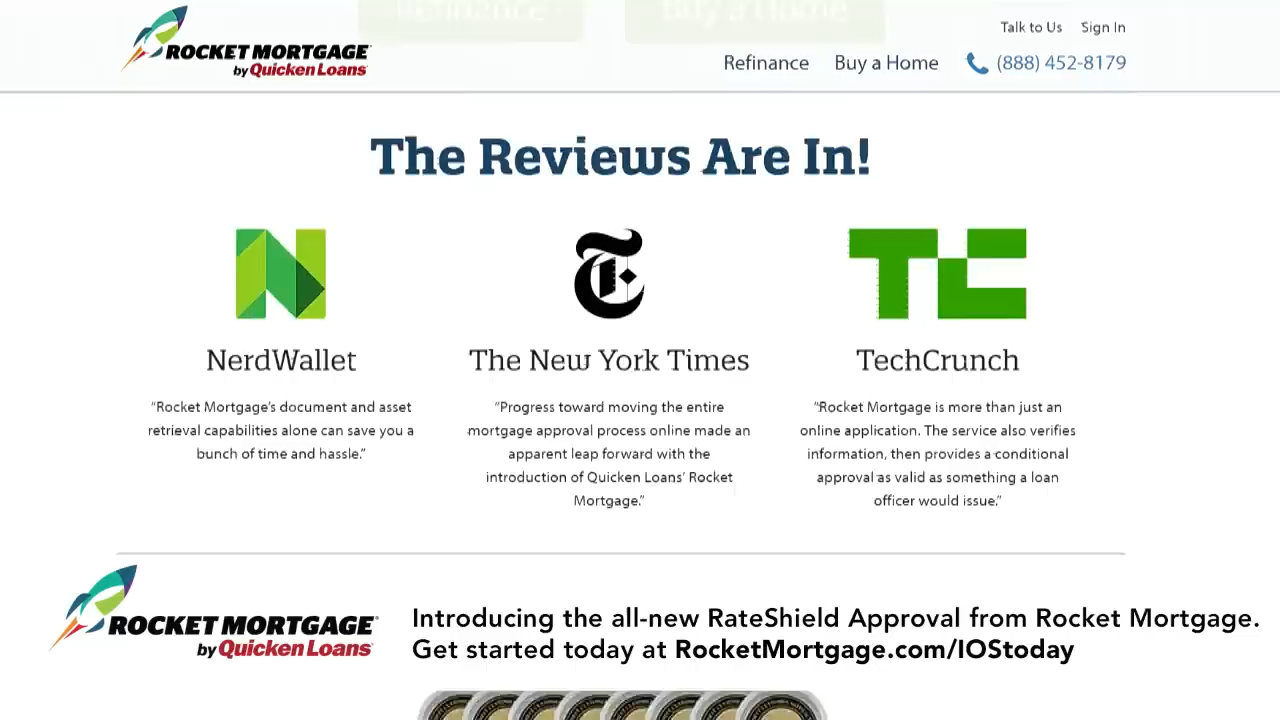 Refinance
Buy a Home
ROCKET MORTGAGE
by Quicken Loans
Talk to Us Sign In
Refinance Buy a Home (888) 452-8179
The Reviews Are In!
NerdWallet
"Rocket Mortgage's document and asset
retrieval capabilities alone can save you a
bunch of time and hassle."
The New York Times
"Progress toward moving the entire
mortgage approval process online made an
apparent leap forward with the
introduction of Quicken Loans' Rocket
Mortgage."
TC
TechCrunch
"Rocket Mortgage is more than just an
online application. The service also verifies
information, then provides a conditional
approval as valid as something a loan
officer would issue."
ROCKET MORTGAGE
by Quicken Loans
Introducing the all-new RateShield Approval from Rocket Mortgage.
Get started today at RocketMortgage.com/IOStoday